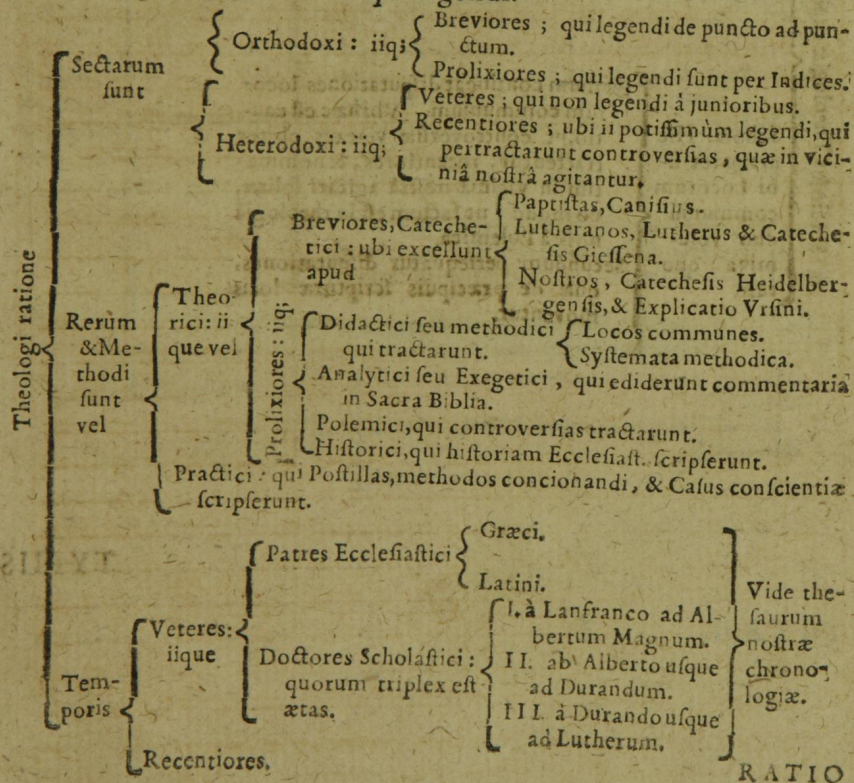 Orthodoxi : iiq;
Breviores ; qui legendi de puncto ad pun-
ctum.
Prolixiores ; qui legendi sunt per Indices.
Sectarum
sunt
Heterodoxi : iiq;
Veteres ; qui non legendi á junioribus.
Recentiores ; ubi ii potissimùm legendi, qui
pertractarunt controversias, quæ in vici-
niâ nostrâ agitantur.
Theologi ratione
Rerum
& Me-
thodi
sunt
vel
Theo-
rici: ii
que vel
Breviores, Cateche-
tici : ubi excellunt
apud
Papistas, Canisius.
Lutheranos, Lutherus & Cateche-
sis Giessena.
Nostros, Catechesis Heidelber-
gensis, & Explicatio Vrsini.
Prolixiores : iiq;
Didactici seu methodici
qui tractarunt.
Locos communes.
Systemata methodica.
Analytici seu Exegetici, qui ediderunt commentaria
in Sacra Biblia.
Polemici, qui controversias tractarunt.
Historici, qui historiam Ecclesiast. scripserunt.
Practici : qui Postillas, methodos concionandi, & Casus conscientiæ
scripserunt.
Tem-
poris
Veteres:
iique
Patres Ecclesiastici
Græci.
Latini.
Doctores Scholastici :
quorum triplex est
ætas.
I. à Lanfranco ad Al-
bertum Magnum.
II. ab Alberto usque
ad Durandum.
III. à Durando usque
ad Lutherum.
Vide the-
saurum
nostræ
chrono-
logiæ.
Recentiores.
RATIO